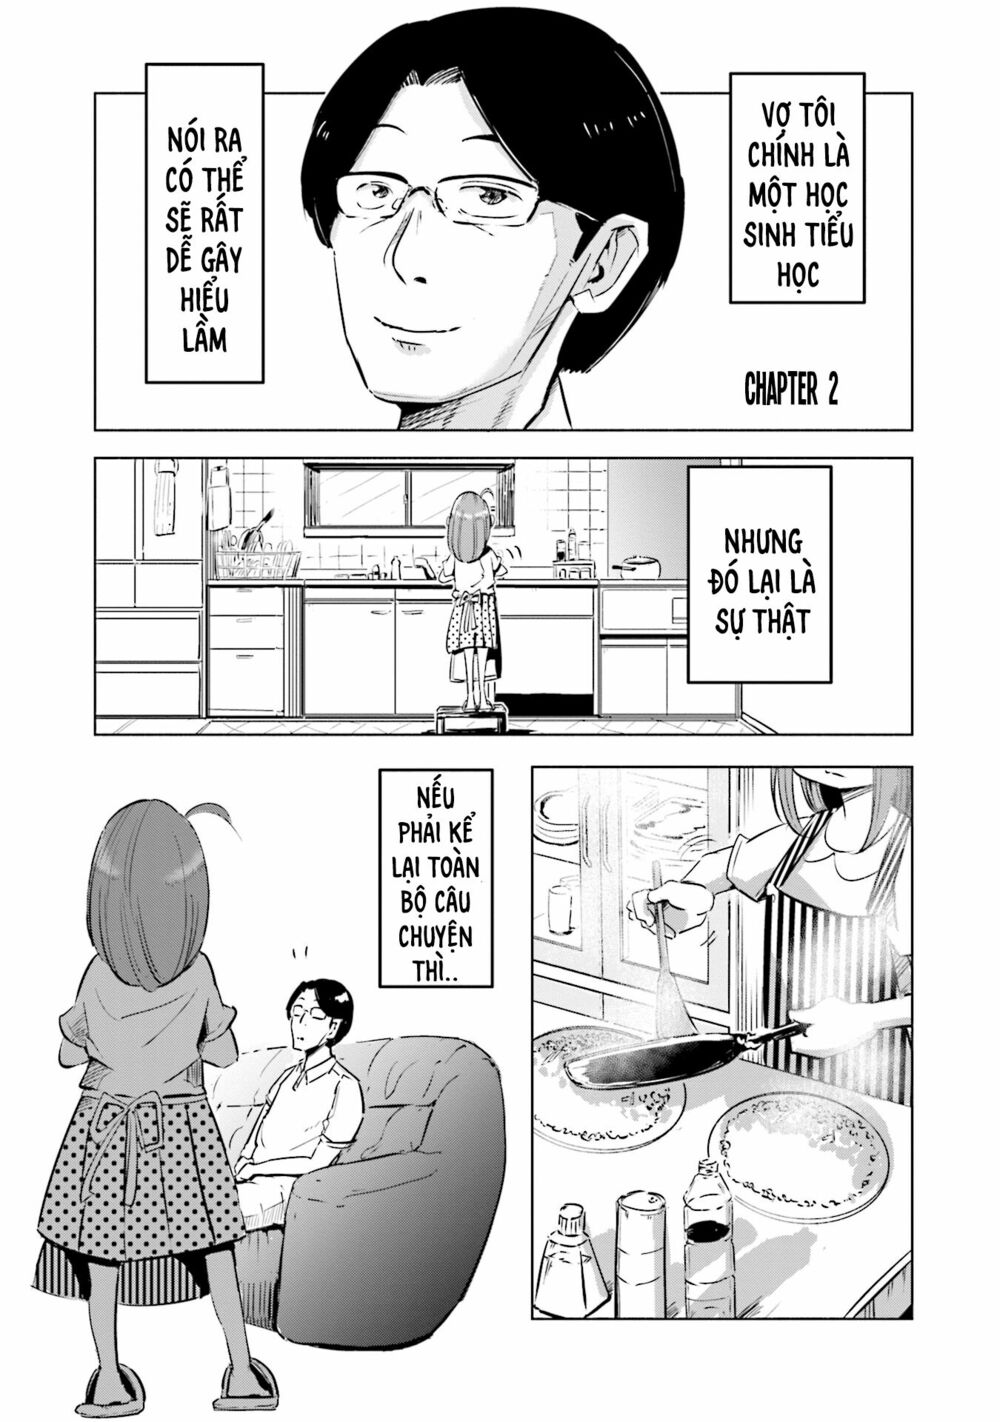 VỢ TÔI
CHÍNH LÀ
MỘT HỌC
SINH TIỂU
HỌC
NÓI RA
CÓ THỂ
SẼ RẤT
DỄ GÂY
HIỂU
LẦM
CHAPTER 2
NHƯNG
ĐÓ LẠI LÀ
SỰ THẬT
NẾU
PHẢI KỂ
LẠI TOÀN
BỘ CÂU
CHUYỆN
THÌ..